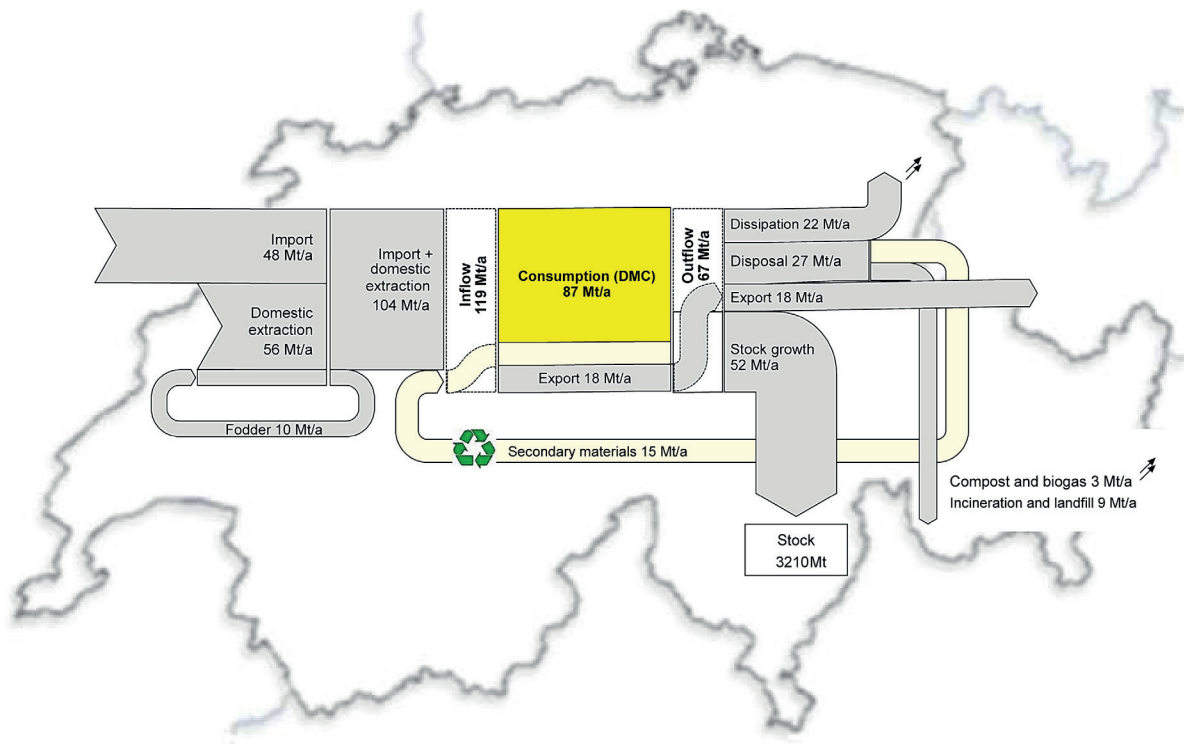 Import
48 Mt/a
Domestic
extraction
56 Mt/a
Fodder 10 Mt/a
Import +
domestic
extraction
104 Mt/a
Inflow
119 Mt/a
Consumption (DMC)
87 Mt/a
Export 18 Mt/a
Secondary materials 15 Mt/a
Outflow
67 Mt/a
Dissipation 22 Mt/a
Disposal 27 Mt/a
Export 18 Mt/a
Stock growth
52 Mt/a
Stock
3210Mt
Compost and biogas 3 Mt/a
Incineration and landfill 9 Mt/a